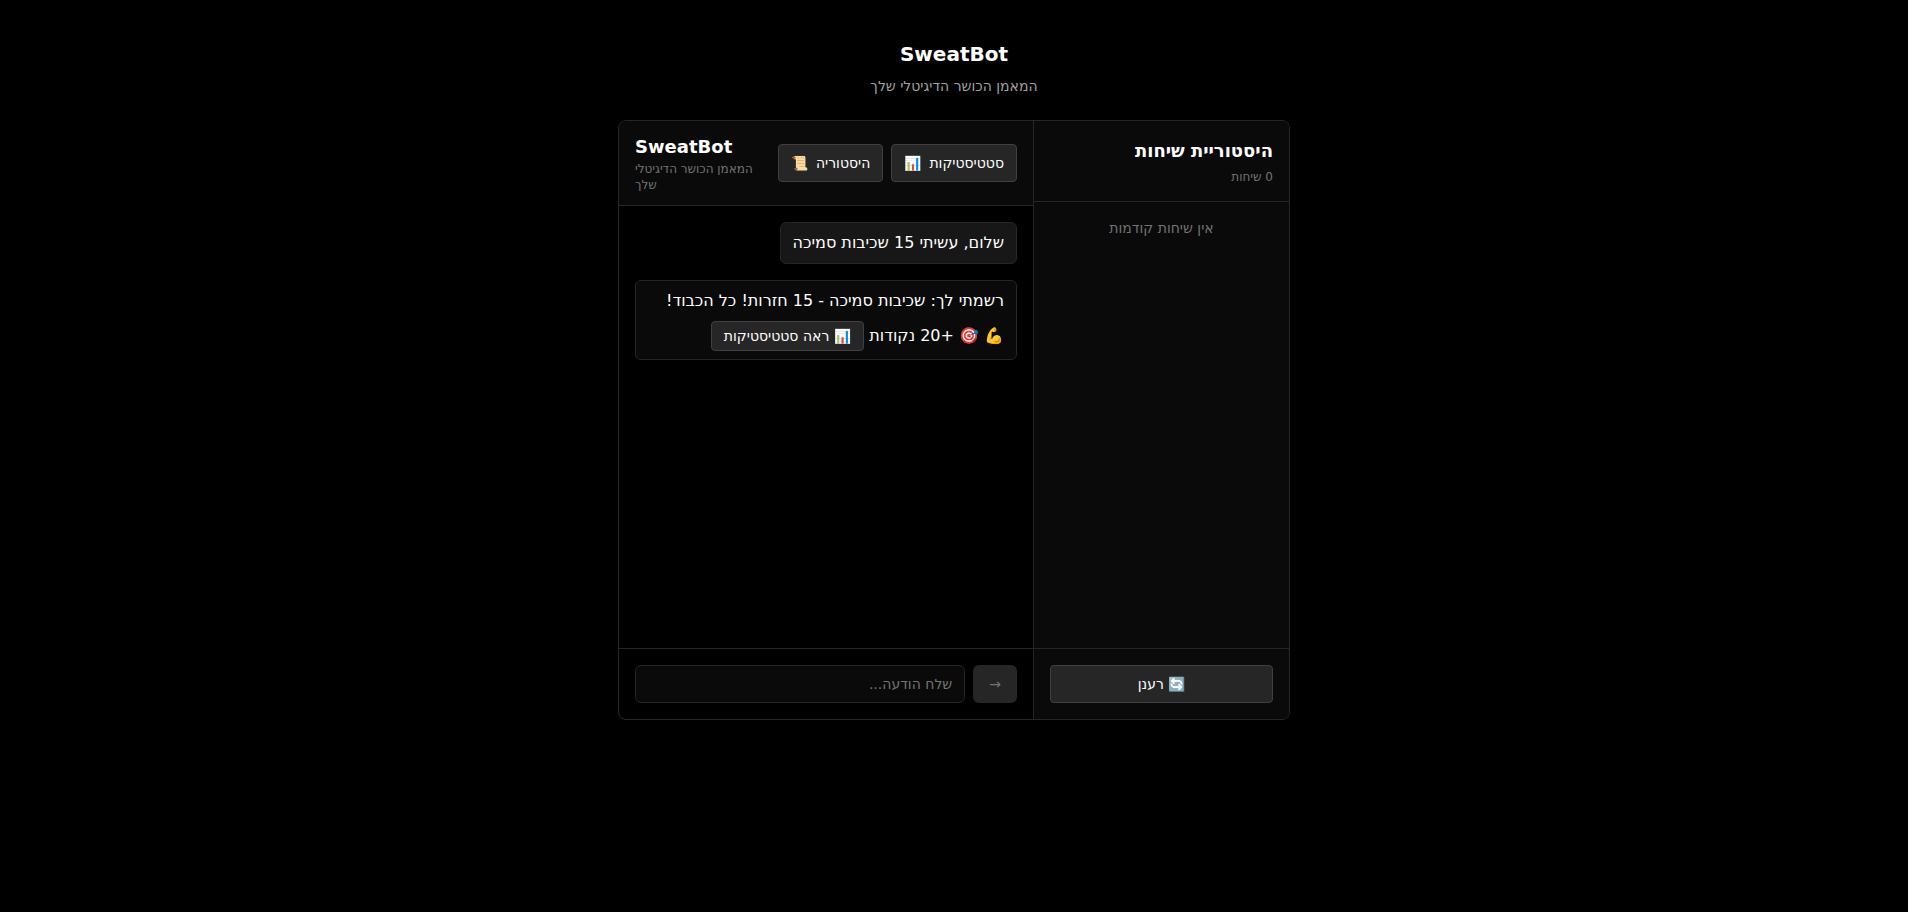 SweatBot
המאמן הכושר הדיגיטלי שלך
היסטוריית שיחות
0 שיחות
אין שיחות קודמות
🔄 רענן
סטטיסטיקות 📊
היסטוריה 📜
SweatBot
המאמן הכושר הדיגיטלי
שלך
שלום, עשיתי 15 שכיבות סמיכה
רשמתי לך: שכיבות סמיכה - 15 חזרות! כל הכבוד!
💪 🎯 +20 נקודות 📊 ראה סטטיסטיקות
→
שלח הודעה...